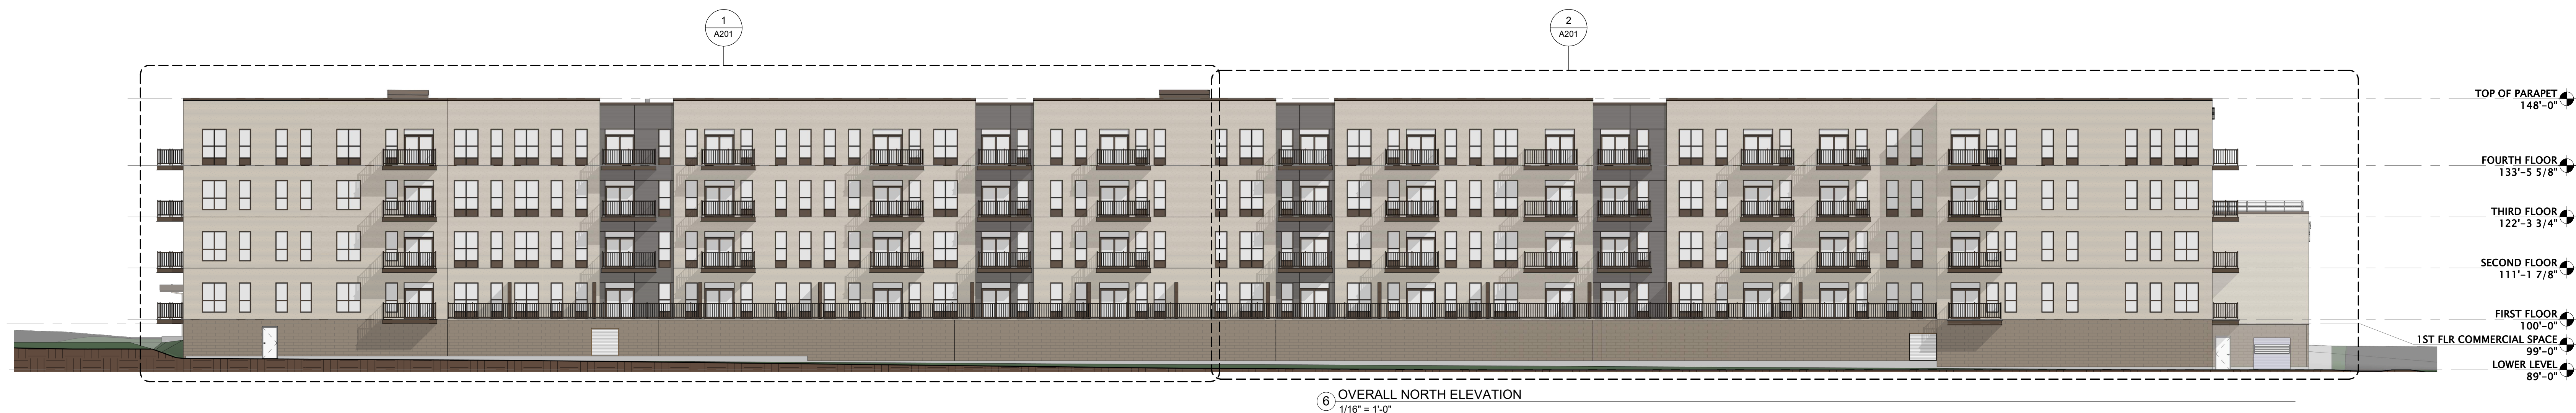 1
A201
2
A201
TOP OF PARAPET
148'-0"
FOURTH FLOOR
133'-5 5/8"
THIRD FLOOR
122'-3 3/4"
SECOND FLOOR
111'-1 7/8"
FIRST FLOOR
100'-0"
1ST FLR COMMERCIAL SPACE
99'-0"
LOWER LEVEL
89'-0"
6 OVERALL NORTH ELEVATION
1/16" = 1'-0"